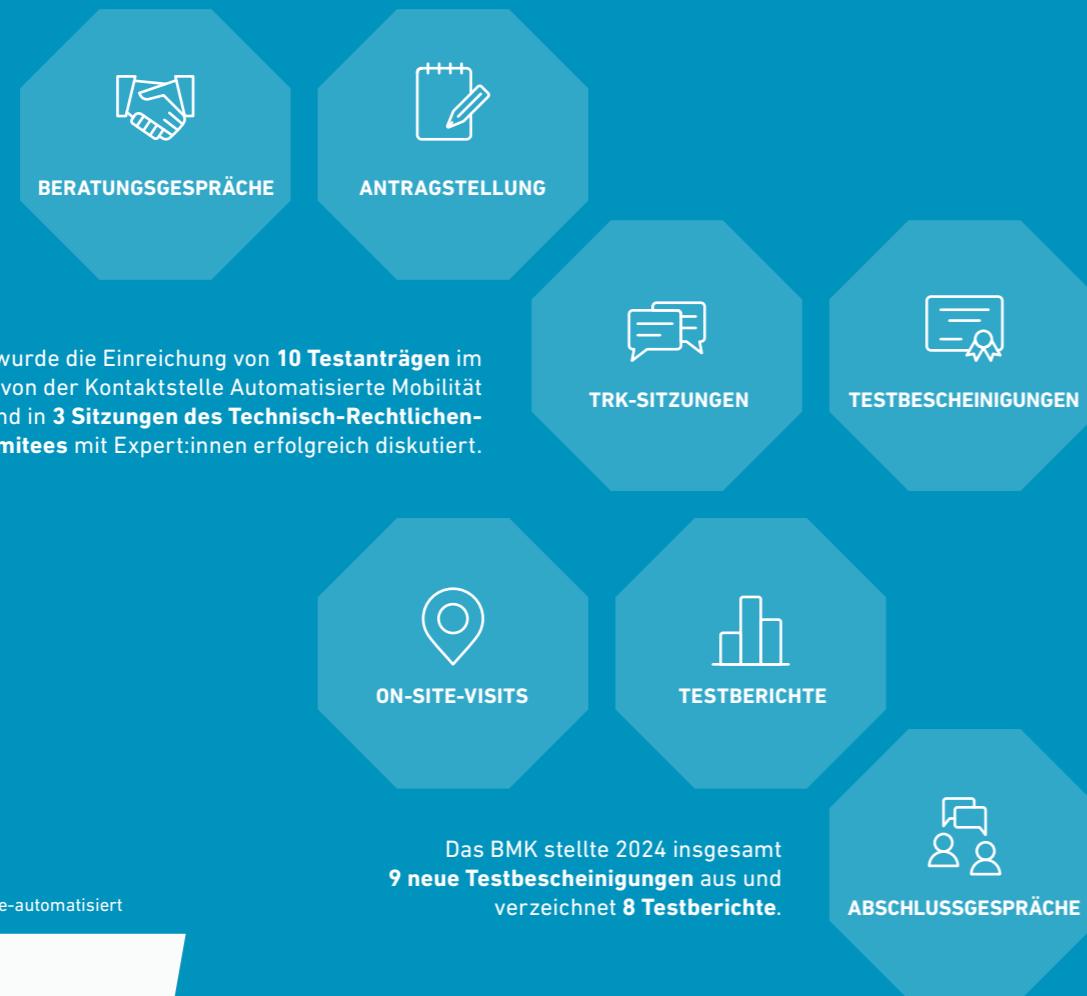 BERATUNGSGESPRÄCHE
ANTRAGSTELLUNG
wurde die Einreichung von 10 Testanträgen im
von der Kontaktstelle Automatisierte Mobilität
nd in 3 Sitzungen des Technisch-Rechtlichen-
mitees mit Expert:innen erfolgreich diskutiert.
TRK-SITZUNGEN
TESTBESCHEINIGUNGEN
ON-SITE-VISITS
TESTBERICHTE
Das BMK stellte 2024 insgesamt
9 neue Testbescheinigungen aus und
verzeichnet 8 Testberichte.
ABSCHLUSSGESPRÄCHE
e-automatisiert